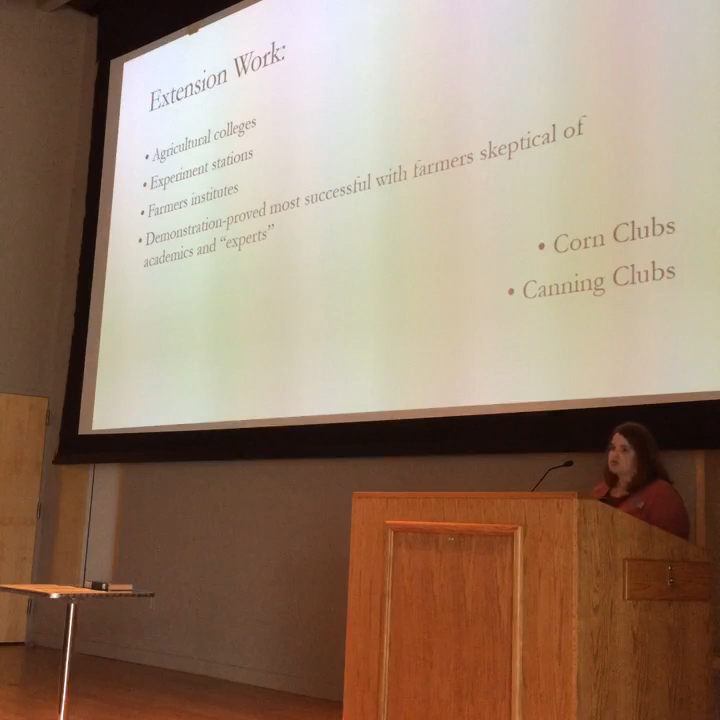 Extension Work:
• Agricultural colleges
• Experiment stations
• Farmers institutes
• Demonstration-proved most successful with farmers skeptical of
academics and “experts”
• Corn Clubs
• Canning Clubs